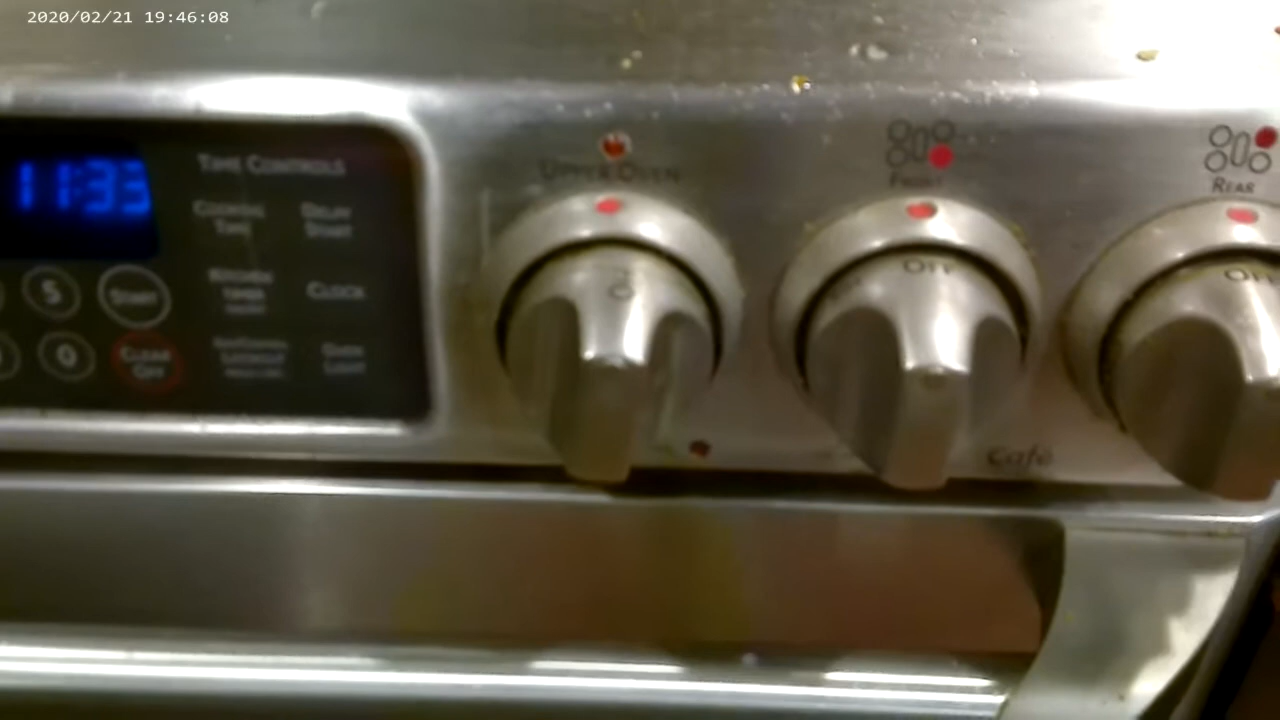 2020/02/21 19:46:08
11:33
TIME CONTROLS
COOKING TIME
DELAY START
5
START
KITCHEN TIMER
CLOCK
0
CLEAR OFF
OVEN LIGHT
UPPER OVEN
FRONT
OFF
REAR
OFF
Café